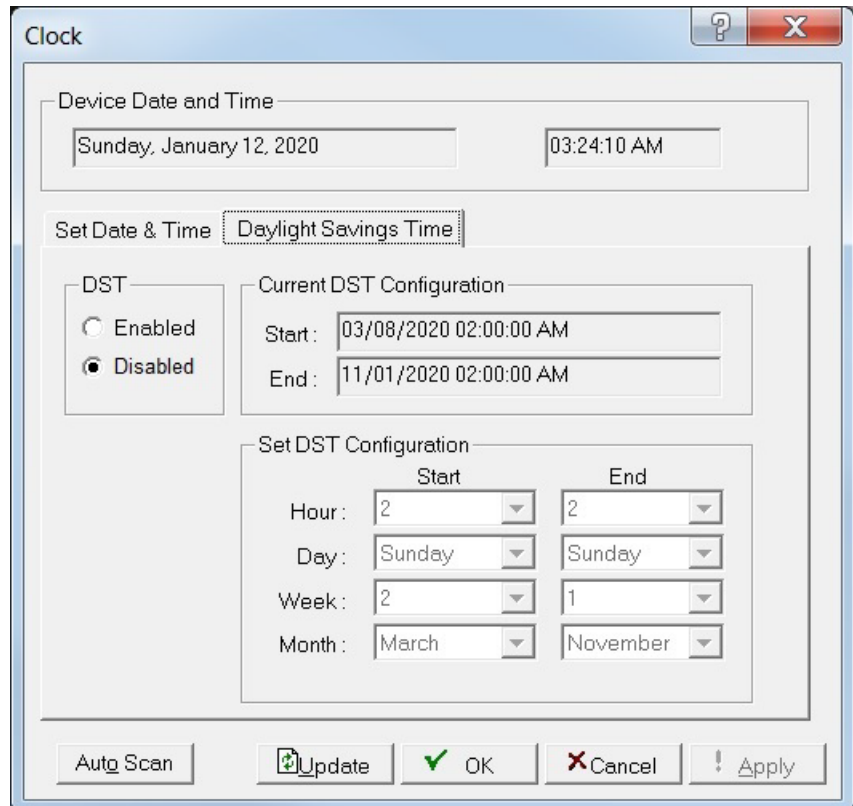 Clock
Device Date and Time
Sunday, January 12, 2020 03:24:10 AM
Set Date & Time Daylight Savings Time
DST Current DST Configuration
Enabled Start : 03/08/2020 02:00:00 AM
Disabled End : 11/01/2020 02:00:00 AM
Set DST Configuration
Start End
Hour : 2 2
Day : Sunday Sunday
Week : 2 1
Month : March November
Auto Scan Update OK Cancel ! Apply